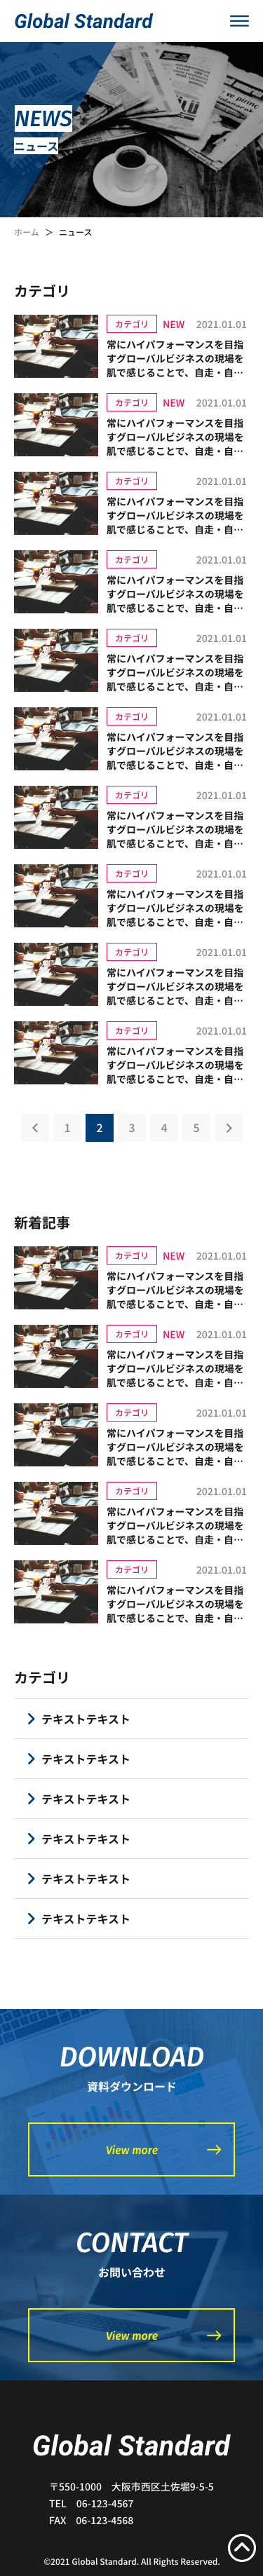 Global Standard
NEWS
ニュース
ホーム ＞ ニュース
カテゴリ
カテゴリ NEW 2021.01.01
常にハイパフォーマンスを目指
すグローバルビジネスの現場を
肌で感じることで、自走・自…
カテゴリ NEW 2021.01.01
常にハイパフォーマンスを目指
すグローバルビジネスの現場を
肌で感じることで、自走・自…
カテゴリ 2021.01.01
常にハイパフォーマンスを目指
すグローバルビジネスの現場を
肌で感じることで、自走・自…
カテゴリ 2021.01.01
常にハイパフォーマンスを目指
すグローバルビジネスの現場を
肌で感じることで、自走・自…
カテゴリ 2021.01.01
常にハイパフォーマンスを目指
すグローバルビジネスの現場を
肌で感じることで、自走・自…
カテゴリ 2021.01.01
常にハイパフォーマンスを目指
すグローバルビジネスの現場を
肌で感じることで、自走・自…
カテゴリ 2021.01.01
常にハイパフォーマンスを目指
すグローバルビジネスの現場を
肌で感じることで、自走・自…
カテゴリ 2021.01.01
常にハイパフォーマンスを目指
すグローバルビジネスの現場を
肌で感じることで、自走・自…
カテゴリ 2021.01.01
常にハイパフォーマンスを目指
すグローバルビジネスの現場を
肌で感じることで、自走・自…
カテゴリ 2021.01.01
常にハイパフォーマンスを目指
すグローバルビジネスの現場を
肌で感じることで、自走・自…
1 2 3 4 5
新着記事
カテゴリ NEW 2021.01.01
常にハイパフォーマンスを目指
すグローバルビジネスの現場を
肌で感じることで、自走・自…
カテゴリ NEW 2021.01.01
常にハイパフォーマンスを目指
すグローバルビジネスの現場を
肌で感じることで、自走・自…
カテゴリ 2021.01.01
常にハイパフォーマンスを目指
すグローバルビジネスの現場を
肌で感じることで、自走・自…
カテゴリ 2021.01.01
常にハイパフォーマンスを目指
すグローバルビジネスの現場を
肌で感じることで、自走・自…
カテゴリ 2021.01.01
常にハイパフォーマンスを目指
すグローバルビジネスの現場を
肌で感じることで、自走・自…
カテゴリ
テキストテキスト
テキストテキスト
テキストテキスト
テキストテキスト
テキストテキスト
テキストテキスト
DOWNLOAD
資料ダウンロード
View more
CONTACT
お問い合わせ
View more
Global Standard
〒550-1000 大阪市西区土佐堀9-5-5
TEL 06-123-4567
FAX 06-123-4568
©2021 Global Standard. All Rights Reserved.